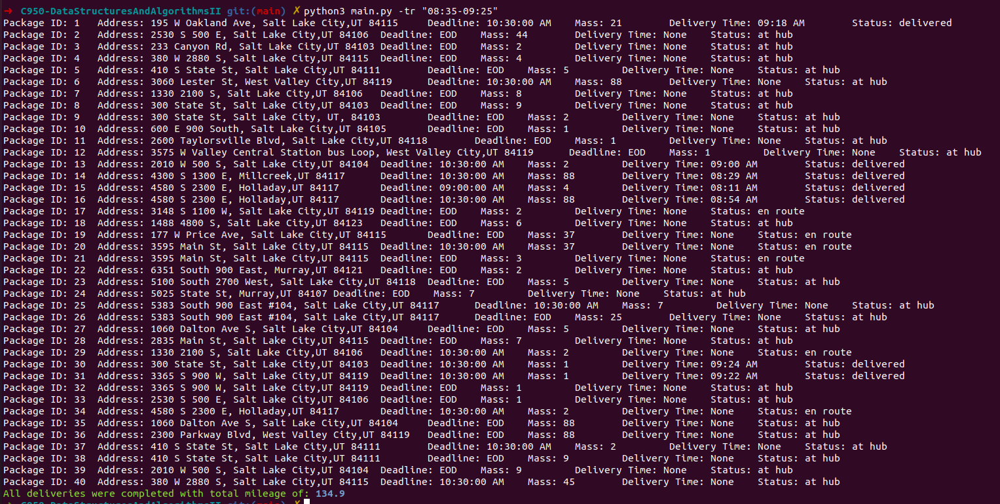 ➜ C950-DataStructuresAndAlgorithmsII git:(main) ✗ python3 main.py -tr "08:35-09:25"
Package ID: 1 Address: 195 W Oakland Ave, Salt Lake City,UT 84115 Deadline: 10:30:00 AM Mass: 21 Delivery Time: 09:18 AM Status: delivered
Package ID: 2 Address: 2530 S 500 E, Salt Lake City,UT 84106 Deadline: EOD Mass: 44 Delivery Time: None Status: at hub
Package ID: 3 Address: 233 Canyon Rd, Salt Lake City,UT 84103 Deadline: EOD Mass: 2 Delivery Time: None Status: at hub
Package ID: 4 Address: 380 W 2880 S, Salt Lake City,UT 84115 Deadline: EOD Mass: 4 Delivery Time: None Status: at hub
Package ID: 5 Address: 410 S State St, Salt Lake City,UT 84111 Deadline: EOD Mass: 5 Delivery Time: None Status: at hub
Package ID: 6 Address: 3060 Lester St, West Valley City,UT 84119 Deadline: 10:30:00 AM Mass: 88 Delivery Time: None Status: at hub
Package ID: 7 Address: 1330 2100 S, Salt Lake City,UT 84106 Deadline: EOD Mass: 8 Delivery Time: None Status: at hub
Package ID: 8 Address: 300 State St, Salt Lake City,UT 84103 Deadline: EOD Mass: 9 Delivery Time: None Status: at hub
Package ID: 9 Address: 300 State St, Salt Lake City, UT, 84103 Deadline: EOD Mass: 2 Delivery Time: None Status: at hub
Package ID: 10 Address: 600 E 900 South, Salt Lake City,UT 84105 Deadline: EOD Mass: 1 Delivery Time: None Status: at hub
Package ID: 11 Address: 2600 Taylorsville Blvd, Salt Lake City,UT 84118 Deadline: EOD Mass: 1 Delivery Time: None Status: at hub
Package ID: 12 Address: 3575 W Valley Central Station bus Loop, West Valley City,UT 84119 Deadline: EOD Mass: 1 Delivery Time: None Status: at hub
Package ID: 13 Address: 2010 W 500 S, Salt Lake City,UT 84104 Deadline: 10:30:00 AM Mass: 2 Delivery Time: 09:00 AM Status: delivered
Package ID: 14 Address: 4300 S 1300 E, Millcreek,UT 84117 Deadline: 10:30:00 AM Mass: 88 Delivery Time: 08:29 AM Status: delivered
Package ID: 15 Address: 4580 S 2300 E, Holladay,UT 84117 Deadline: 09:00:00 AM Mass: 4 Delivery Time: 08:11 AM Status: delivered
Package ID: 16 Address: 4580 S 2300 E, Holladay,UT 84117 Deadline: 10:30:00 AM Mass: 88 Delivery Time: 08:54 AM Status: delivered
Package ID: 17 Address: 3148 S 1100 W, Salt Lake City,UT 84119 Deadline: EOD Mass: 2 Delivery Time: None Status: en route
Package ID: 18 Address: 1488 4800 S, Salt Lake City,UT 84123 Deadline: EOD Mass: 6 Delivery Time: None Status: at hub
Package ID: 19 Address: 177 W Price Ave, Salt Lake City,UT 84115 Deadline: EOD Mass: 37 Delivery Time: None Status: en route
Package ID: 20 Address: 3595 Main St, Salt Lake City,UT 84115 Deadline: 10:30:00 AM Mass: 37 Delivery Time: None Status: en route
Package ID: 21 Address: 3595 Main St, Salt Lake City,UT 84115 Deadline: EOD Mass: 3 Delivery Time: None Status: en route
Package ID: 22 Address: 6351 South 900 East, Murray,UT 84121 Deadline: EOD Mass: 2 Delivery Time: None Status: at hub
Package ID: 23 Address: 5100 South 2700 West, Salt Lake City,UT 84118 Deadline: EOD Mass: 5 Delivery Time: None Status: at hub
Package ID: 24 Address: 5025 State St, Murray,UT 84107 Deadline: EOD Mass: 7 Delivery Time: None Status: at hub
Package ID: 25 Address: 5383 South 900 East #104, Salt Lake City,UT 84117 Deadline: 10:30:00 AM Mass: 7 Delivery Time: None Status: at hub
Package ID: 26 Address: 5383 South 900 East #104, Salt Lake City,UT 84117 Deadline: EOD Mass: 25 Delivery Time: None Status: at hub
Package ID: 27 Address: 1060 Dalton Ave S, Salt Lake City,UT 84104 Deadline: EOD Mass: 5 Delivery Time: None Status: at hub
Package ID: 28 Address: 2835 Main St, Salt Lake City,UT 84115 Deadline: EOD Mass: 7 Delivery Time: None Status: at hub
Package ID: 29 Address: 1330 2100 S, Salt Lake City,UT 84106 Deadline: 10:30:00 AM Mass: 2 Delivery Time: None Status: en route
Package ID: 30 Address: 300 State St, Salt Lake City,UT 84103 Deadline: 10:30:00 AM Mass: 1 Delivery Time: 09:24 AM Status: delivered
Package ID: 31 Address: 3365 S 900 W, Salt Lake City,UT 84119 Deadline: 10:30:00 AM Mass: 1 Delivery Time: 09:22 AM Status: delivered
Package ID: 32 Address: 3365 S 900 W, Salt Lake City,UT 84119 Deadline: EOD Mass: 1 Delivery Time: None Status: at hub
Package ID: 33 Address: 2530 S 500 E, Salt Lake City,UT 84106 Deadline: EOD Mass: 1 Delivery Time: None Status: at hub
Package ID: 34 Address: 4580 S 2300 E, Holladay,UT 84117 Deadline: 10:30:00 AM Mass: 2 Delivery Time: None Status: en route
Package ID: 35 Address: 1060 Dalton Ave S, Salt Lake City,UT 84104 Deadline: EOD Mass: 88 Delivery Time: None Status: at hub
Package ID: 36 Address: 2300 Parkway Blvd, West Valley City,UT 84119 Deadline: EOD Mass: 88 Delivery Time: None Status: at hub
Package ID: 37 Address: 410 S State St, Salt Lake City,UT 84111 Deadline: 10:30:00 AM Mass: 2 Delivery Time: None Status: at hub
Package ID: 38 Address: 410 S State St, Salt Lake City,UT 84111 Deadline: EOD Mass: 9 Delivery Time: None Status: at hub
Package ID: 39 Address: 2010 W 500 S, Salt Lake City,UT 84104 Deadline: EOD Mass: 9 Delivery Time: None Status: at hub
Package ID: 40 Address: 380 W 2880 S, Salt Lake City,UT 84115 Deadline: 10:30:00 AM Mass: 45 Delivery Time: None Status: at hub
All deliveries were completed with total mileage of: 134.9
➜ C950-DataStructuresAndAlgorithmsII git:(main) ✗